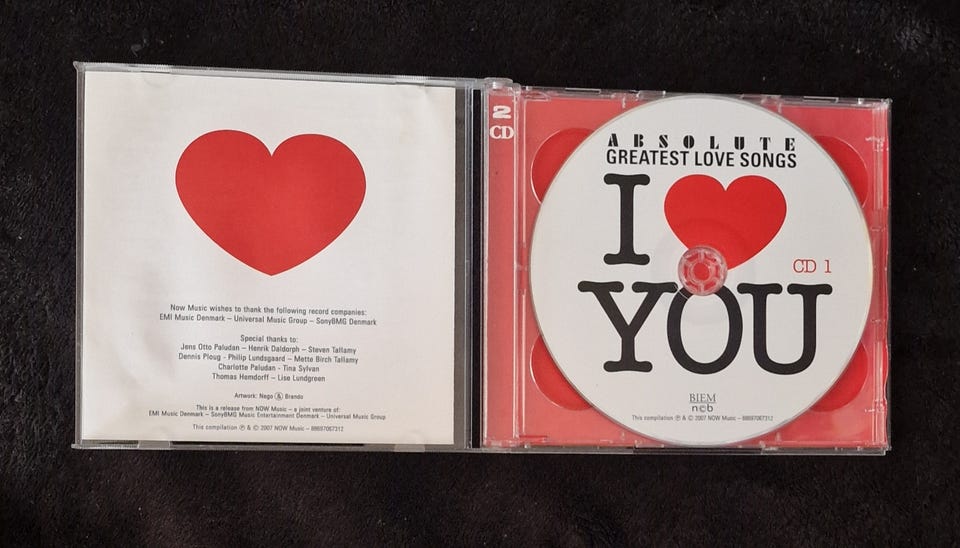 Now Music wishes to thank the following record companies:
EMI Music Denmark – Universal Music Group – SonyBMG Denmark
Special thanks to:
Jens Otto Paludan – Henrik Daldorph – Steven Tallamy
Dennis Ploug - Philip Lundsgaard – Mette Birch Tallamy
Charlotte Paludan - Tina Sylvan
Thomas Hemdorff – Lise Lundgreen
Artwork: Nego & Brando
This is a release from NOW Music – a joint venture of:
EMI Music Denmark – SonyBMG Music Entertainment Denmark – Universal Music Group
This compilation ℗ & © 2007 NOW Music – 88697067312
2
CD
ABSOLUTE
GREATEST LOVE SONGS
I ♥
CD 1
YOU
BIEM
n©b
This compilation ℗ & © 2007 NOW Music – 88697067312